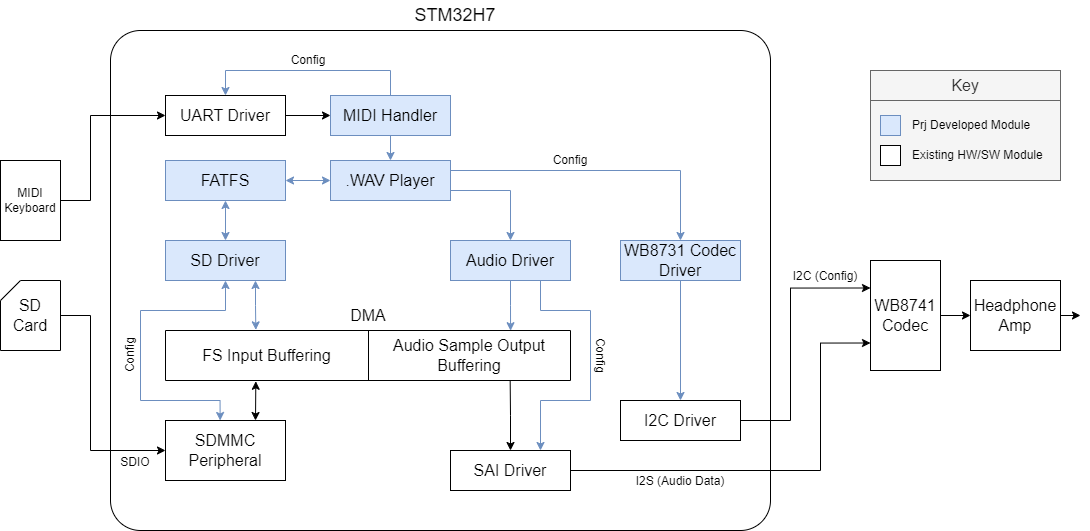 STM32H7
Config
UART Driver
MIDI Handler
Key
Prj Developed Module
Existing HW/SW Module
MIDI
Keyboard
FATFS
.WAV Player
Config
SD Driver
Audio Driver
WB8731 Codec
Driver
I2C (Config)
SD
Card
WB8741
Codec
Headphone
Amp
DMA
Config
FS Input Buffering
Audio Sample Output
Buffering
Config
I2C Driver
SDIO
SDMMC
Peripheral
SAI Driver
I2S (Audio Data)